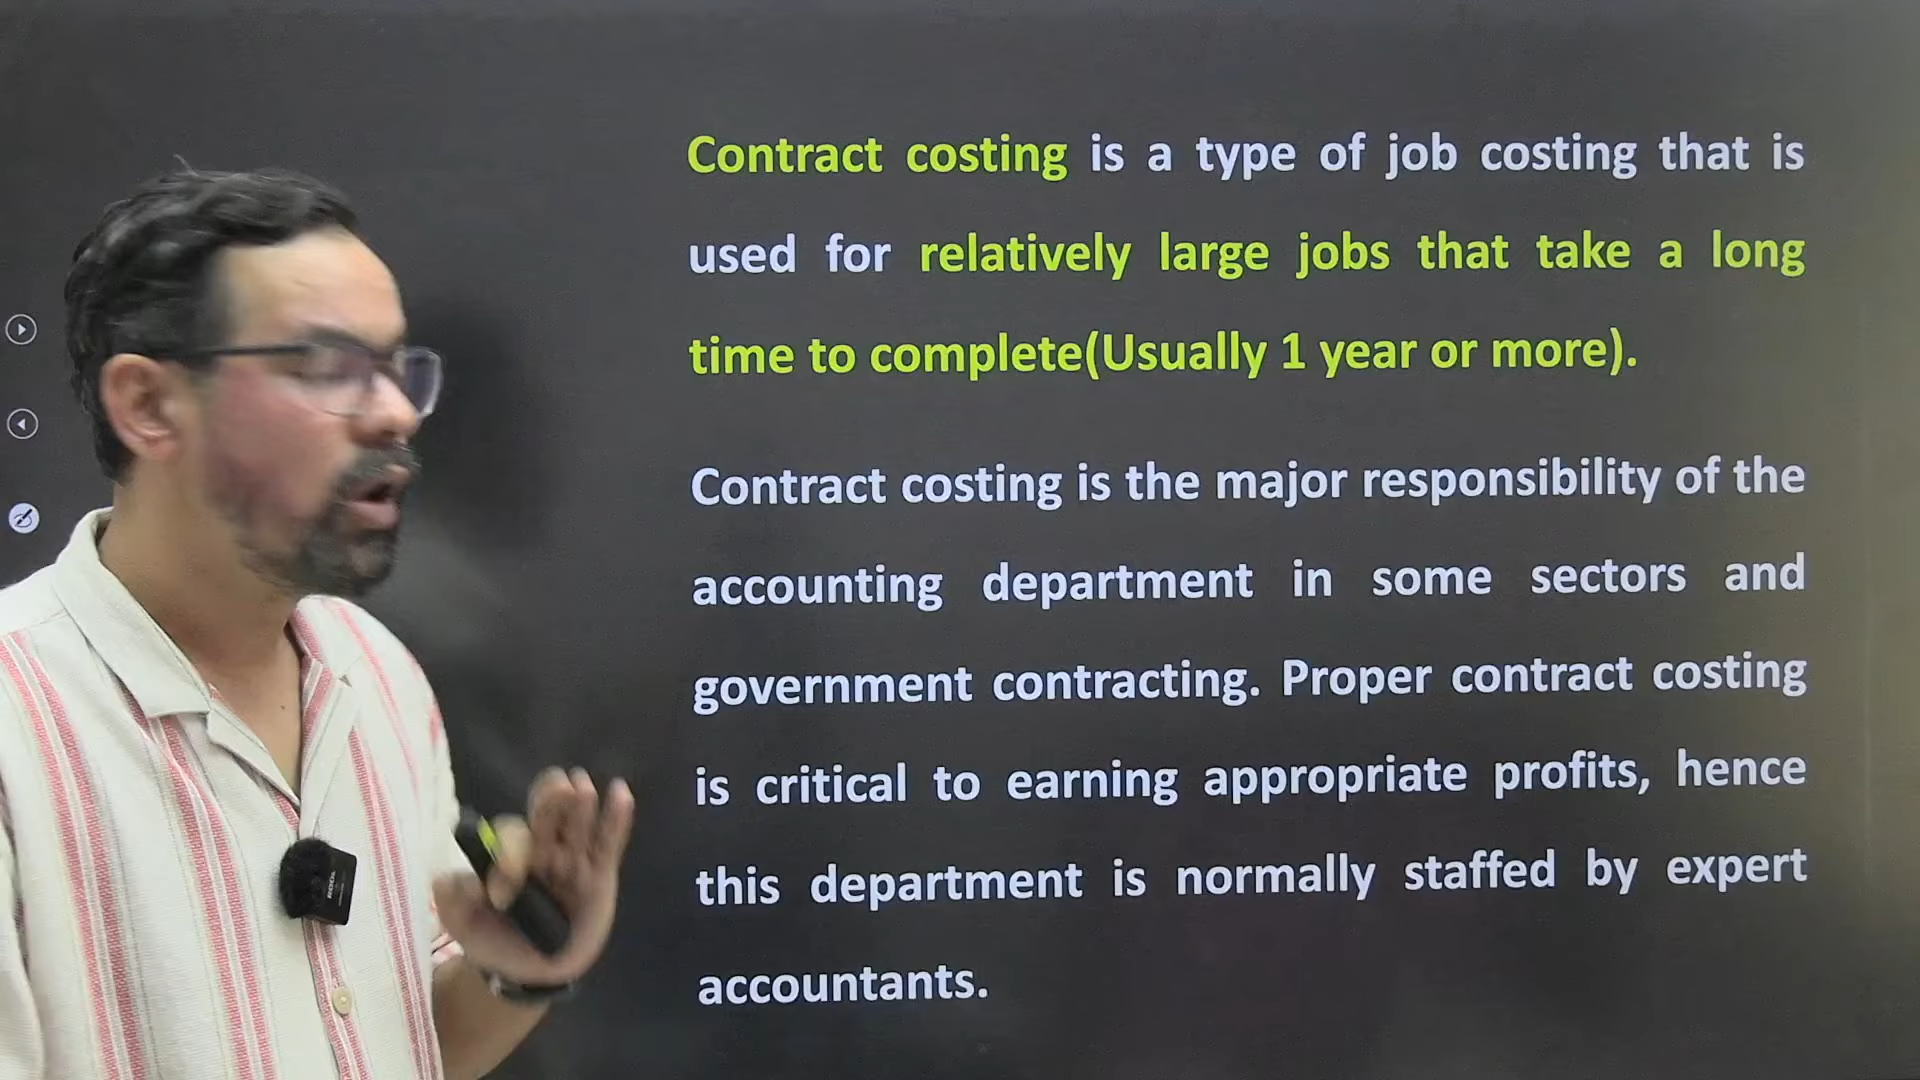 Contract costing is a type of job costing that is
used for relatively large jobs that take a long
time to complete(Usually 1 year or more).
Contract costing is the major responsibility of the
accounting department in some sectors and
government contracting. Proper contract costing
is critical to earning appropriate profits, hence
this department is normally staffed by expert
accountants.
RODE